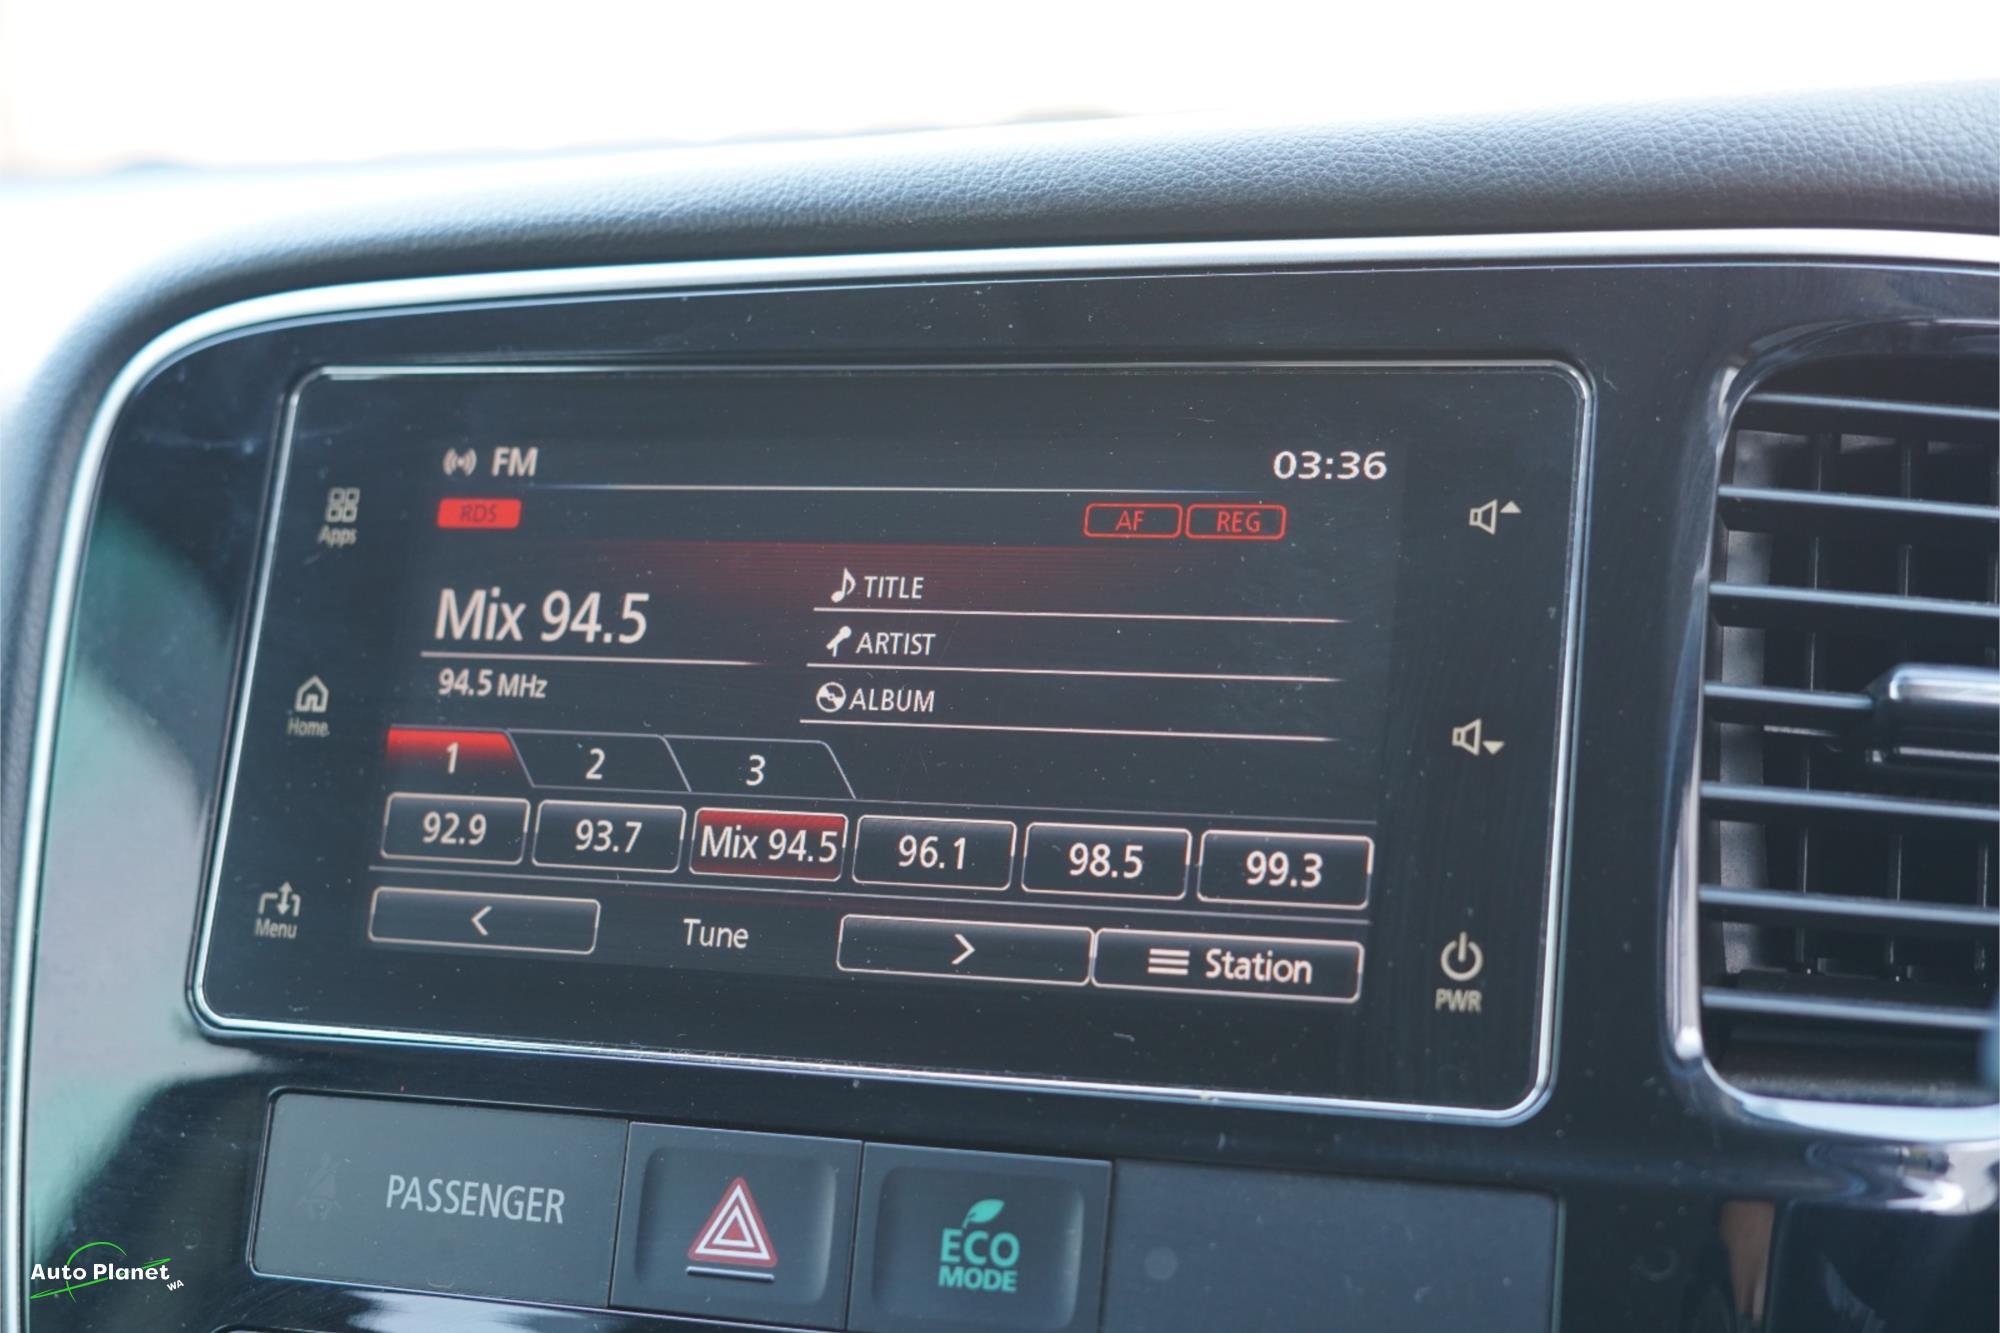 FM
03:36
RDS
AF
REG
Apps
Mix 94.5
TITLE
ARTIST
94.5 MHz
ALBUM
Home
1
2
3
92.9
93.7
Mix 94.5
96.1
98.5
99.3
Menu
<
Tune
>
Station
PWR
PASSENGER
ECO
MODE
Auto Planet
WA